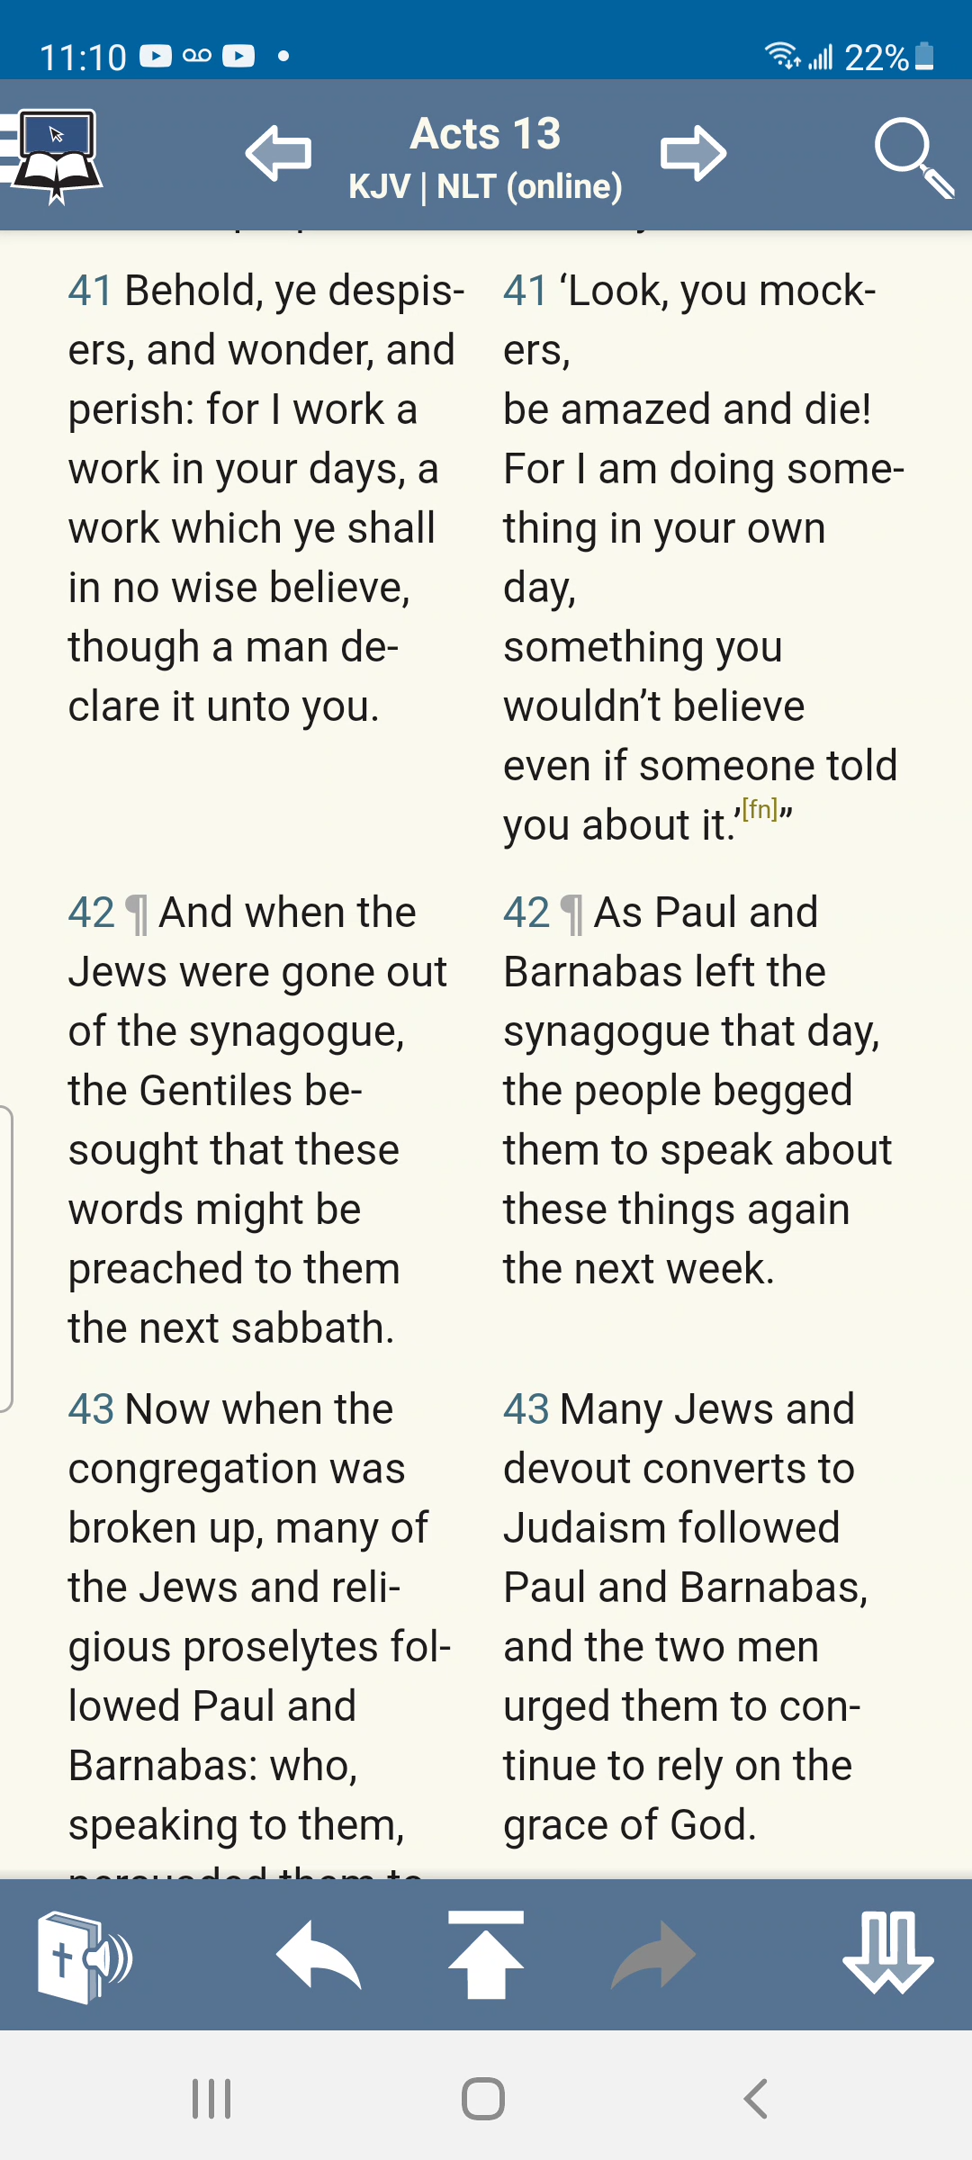 11:10
22%
Acts 13
KJV | NLT (online)
41 Behold, ye despis-
ers, and wonder, and
perish: for I work a
work in your days, a
work which ye shall
in no wise believe,
though a man de-
clare it unto you.
41 ‘Look, you mock-
ers,
be amazed and die!
For I am doing some-
thing in your own
day,
something you
wouldn’t believe
even if someone told
you about it.’[fn]”
42 ¶ And when the
Jews were gone out
of the synagogue,
the Gentiles be-
sought that these
words might be
preached to them
the next sabbath.
42 ¶ As Paul and
Barnabas left the
synagogue that day,
the people begged
them to speak about
these things again
the next week.
43 Now when the
congregation was
broken up, many of
the Jews and reli-
gious proselytes fol-
lowed Paul and
Barnabas: who,
speaking to them,
persuaded them to
43 Many Jews and
devout converts to
Judaism followed
Paul and Barnabas,
and the two men
urged them to con-
tinue to rely on the
grace of God.